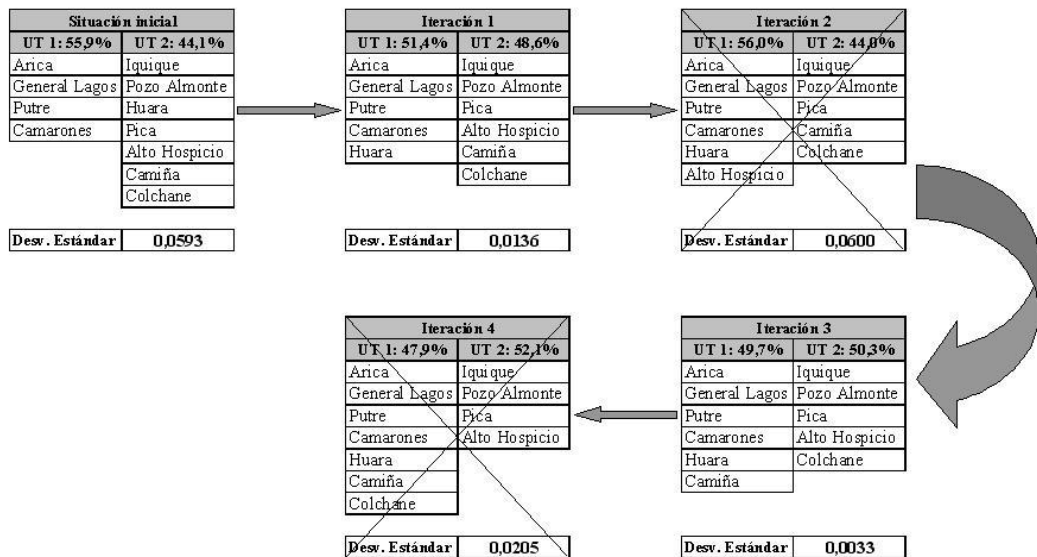 Situación inicial
UT 1: 55,9% UT 2: 44,1%
Arica Iquique
General Lagos Pozo Almonte
Putre Huara
Camarones Pica
Alto Hospicio
Camiña
Colchane
Desv. Estándar 0,0593
Iteración 1
UT 1: 51,4% UT 2: 48,6%
Arica Iquique
General Lagos Pozo Almonte
Putre Pica
Camarones Alto Hospicio
Huara Camiña
Colchane
Desv. Estándar 0,0136
Iteración 2
UT 1: 56,0% UT 2: 44,0%
Arica Iquique
General Lagos Pozo Almonte
Putre Pica
Camarones Camiña
Huara Colchane
Alto Hospicio
Desv. Estándar 0,0600
Iteración 4
UT 1: 47,9% UT 2: 52,1%
Arica Iquique
General Lagos Pozo Almonte
Putre Pica
Camarones Alto Hospicio
Huara
Camiña
Colchane
Desv. Estándar 0,0205
Iteración 3
UT 1: 49,7% UT 2: 50,3%
Arica Iquique
General Lagos Pozo Almonte
Putre Pica
Camarones Alto Hospicio
Huara Colchane
Camiña
Desv. Estándar 0,0033